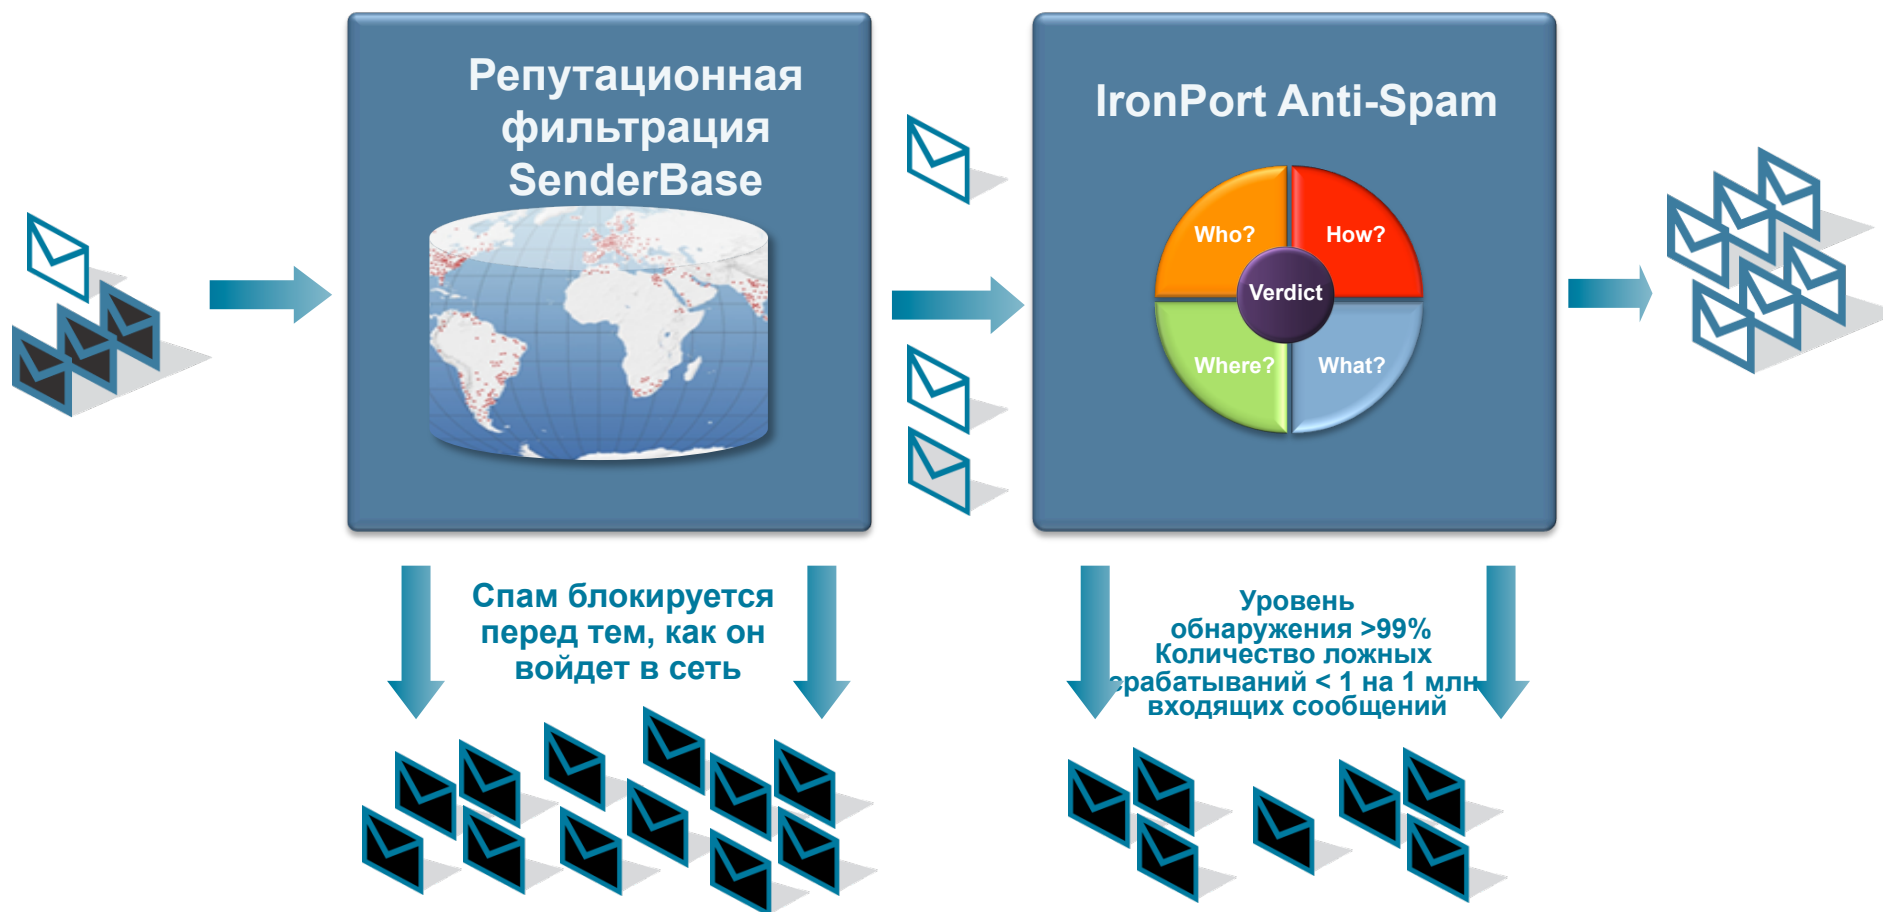 Репутационная
фильтрация
SenderBase
IronPort Anti-Spam
Who?
How?
Verdict
Where?
What?
Спам блокируется
перед тем, как он
войдет в сеть
Уровень
обнаружения >99%
Количество ложных
срабатываний < 1 на 1 млн
входящих сообщений